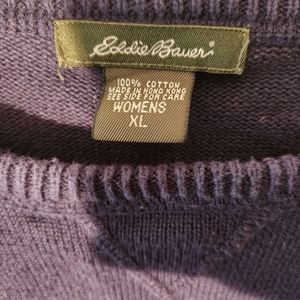 Eddie Bauer
100% COTTON
MADE IN HONG KONG
SEE SIDE FOR CARE
WOMENS
XL